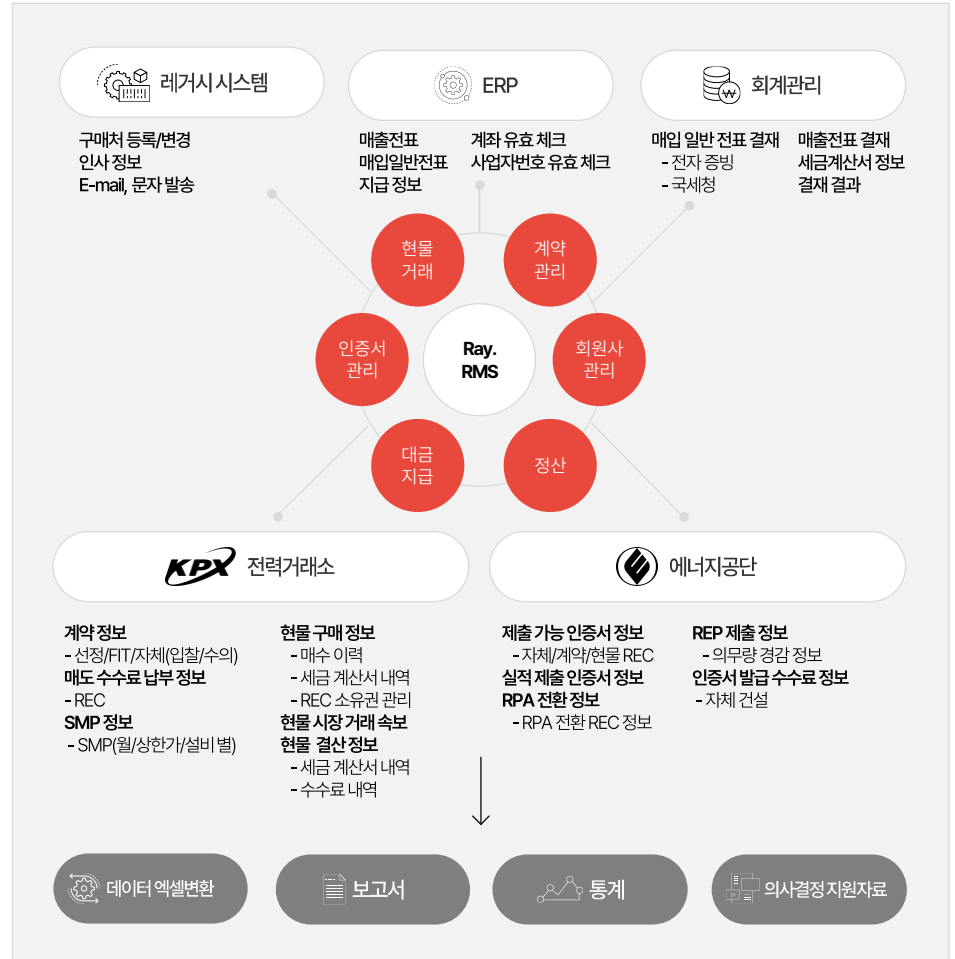 레거시 시스템
구매처 등록/변경
인사 정보
E-mail, 문자 발송
ERP
매출전표
매입일반전표
지급 정보
계좌 유효 체크
사업자번호 유효 체크
회계관리
매입 일반 전표 결재
- 전자 증빙
- 국세청
매출전표 결재
세금계산서 정보
결재 결과
현물
거래
계약
관리
인증서
관리
Ray.
RMS
회원사
관리
대금
지급
정산
KPX 전력거래소
계약 정보
- 선정/FIT/자체(입찰/수의)
매도 수수료 납부 정보
- REC
SMP 정보
- SMP(월/상한가/설비 별)
현물 구매 정보
- 매수 이력
- 세금 계산서 내역
- REC 소유권 관리
현물 시장 거래 속보
현물 결산 정보
- 세금 계산서 내역
- 수수료 내역
에너지공단
제출 가능 인증서 정보
- 자체/계약/현물 REC
실적 제출 인증서 정보
RPA 전환 정보
- RPA 전환 REC 정보
REP 제출 정보
- 의무량 경감 정보
인증서 발급 수수료 정보
- 자체 건설
데이터 엑셀변환
보고서
통계
의사결정 지원자료